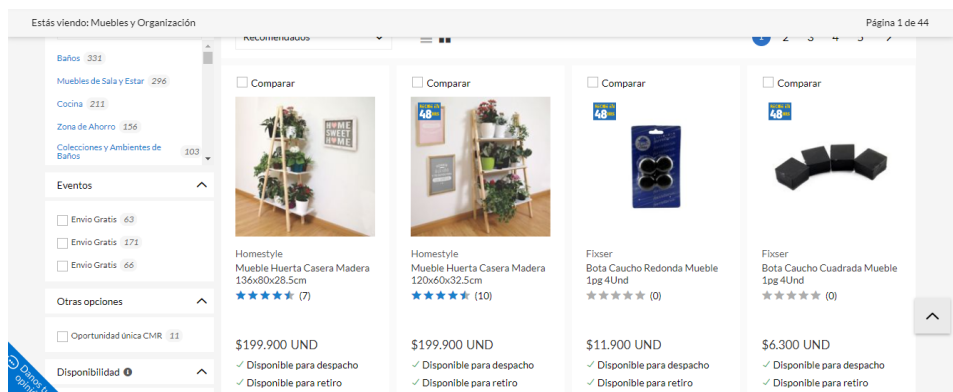 Estás viendo: Muebles y Organización
Página 1 de 44
Recomendados
1 2 3 4 5
Baños 331
Muebles de Sala y Estar 296
Cocina 211
Zona de Ahorro 156
Colecciones y Ambientes de
Baños 103
Eventos
Envio Gratis 63
Envio Gratis 171
Envio Gratis 66
Otras opciones
Oportunidad única CMR 11
Disponibilidad
Danos tu
opinión
Comparar
HOME
SWEET
HOME
Homestyle
Mueble Huerta Casera Madera
136x80x28.5cm
(7)
$199.900 UND
Disponible para despacho
Disponible para retiro
Comparar
48
Homestyle
Mueble Huerta Casera Madera
120x60x32.5cm
(10)
$199.900 UND
Disponible para despacho
Disponible para retiro
Comparar
48
Fixser
Bota Caucho Redonda Mueble
1pg 4Und
(0)
$11.900 UND
Disponible para despacho
Disponible para retiro
Comparar
48
Fixser
Bota Caucho Cuadrada Mueble
1pg 4Und
(0)
$6.300 UND
Disponible para despacho
Disponible para retiro